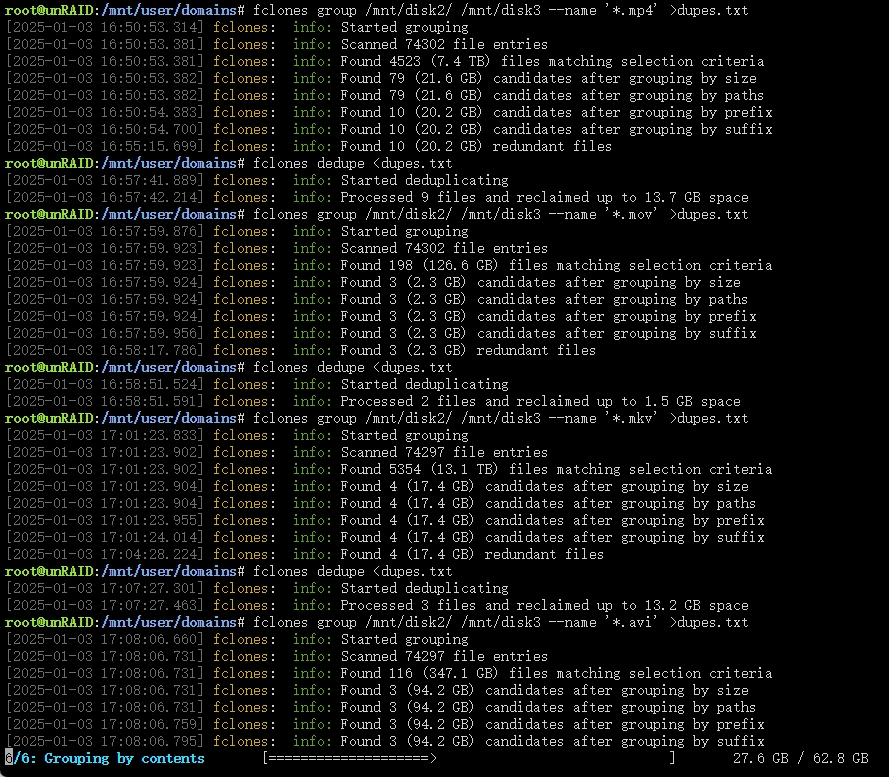 root@unRAID:/mnt/user/domains# fclones group /mnt/disk2/ /mnt/disk3 --name '*.mp4' >dupes.txt
[2025-01-03 16:50:53.314] fclones:  info: Started grouping
[2025-01-03 16:50:53.381] fclones:  info: Scanned 74302 file entries
[2025-01-03 16:50:53.381] fclones:  info: Found 4523 (7.4 TB) files matching selection criteria
[2025-01-03 16:50:53.382] fclones:  info: Found 79 (21.6 GB) candidates after grouping by size
[2025-01-03 16:50:53.382] fclones:  info: Found 79 (21.6 GB) candidates after grouping by paths
[2025-01-03 16:50:54.383] fclones:  info: Found 10 (20.2 GB) candidates after grouping by prefix
[2025-01-03 16:50:54.700] fclones:  info: Found 10 (20.2 GB) candidates after grouping by suffix
[2025-01-03 16:55:15.699] fclones:  info: Found 10 (20.2 GB) redundant files
root@unRAID:/mnt/user/domains# fclones dedupe <dupes.txt
[2025-01-03 16:57:41.889] fclones:  info: Started deduplicating
[2025-01-03 16:57:42.214] fclones:  info: Processed 9 files and reclaimed up to 13.7 GB space
root@unRAID:/mnt/user/domains# fclones group /mnt/disk2/ /mnt/disk3 --name '*.mov' >dupes.txt
[2025-01-03 16:57:59.876] fclones:  info: Started grouping
[2025-01-03 16:57:59.923] fclones:  info: Scanned 74302 file entries
[2025-01-03 16:57:59.923] fclones:  info: Found 198 (126.6 GB) files matching selection criteria
[2025-01-03 16:57:59.924] fclones:  info: Found 3 (2.3 GB) candidates after grouping by size
[2025-01-03 16:57:59.924] fclones:  info: Found 3 (2.3 GB) candidates after grouping by paths
[2025-01-03 16:57:59.924] fclones:  info: Found 3 (2.3 GB) candidates after grouping by prefix
[2025-01-03 16:57:59.956] fclones:  info: Found 3 (2.3 GB) candidates after grouping by suffix
[2025-01-03 16:58:17.786] fclones:  info: Found 3 (2.3 GB) redundant files
root@unRAID:/mnt/user/domains# fclones dedupe <dupes.txt
[2025-01-03 16:58:51.524] fclones:  info: Started deduplicating
[2025-01-03 16:58:51.591] fclones:  info: Processed 2 files and reclaimed up to 1.5 GB space
root@unRAID:/mnt/user/domains# fclones group /mnt/disk2/ /mnt/disk3 --name '*.mkv' >dupes.txt
[2025-01-03 17:01:23.833] fclones:  info: Started grouping
[2025-01-03 17:01:23.902] fclones:  info: Scanned 74297 file entries
[2025-01-03 17:01:23.902] fclones:  info: Found 5354 (13.1 TB) files matching selection criteria
[2025-01-03 17:01:23.904] fclones:  info: Found 4 (17.4 GB) candidates after grouping by size
[2025-01-03 17:01:23.904] fclones:  info: Found 4 (17.4 GB) candidates after grouping by paths
[2025-01-03 17:01:23.955] fclones:  info: Found 4 (17.4 GB) candidates after grouping by prefix
[2025-01-03 17:01:24.014] fclones:  info: Found 4 (17.4 GB) candidates after grouping by suffix
[2025-01-03 17:04:28.224] fclones:  info: Found 4 (17.4 GB) redundant files
root@unRAID:/mnt/user/domains# fclones dedupe <dupes.txt
[2025-01-03 17:07:27.301] fclones:  info: Started deduplicating
[2025-01-03 17:07:27.463] fclones:  info: Processed 3 files and reclaimed up to 13.2 GB space
root@unRAID:/mnt/user/domains# fclones group /mnt/disk2/ /mnt/disk3 --name '*.avi' >dupes.txt
[2025-01-03 17:08:06.660] fclones:  info: Started grouping
[2025-01-03 17:08:06.731] fclones:  info: Scanned 74297 file entries
[2025-01-03 17:08:06.731] fclones:  info: Found 116 (347.1 GB) files matching selection criteria
[2025-01-03 17:08:06.731] fclones:  info: Found 3 (94.2 GB) candidates after grouping by size
[2025-01-03 17:08:06.731] fclones:  info: Found 3 (94.2 GB) candidates after grouping by paths
[2025-01-03 17:08:06.759] fclones:  info: Found 3 (94.2 GB) candidates after grouping by prefix
[2025-01-03 17:08:06.795] fclones:  info: Found 3 (94.2 GB) candidates after grouping by suffix
6/6: Grouping by contents       [====================>                             ]       27.6 GB / 62.8 GB